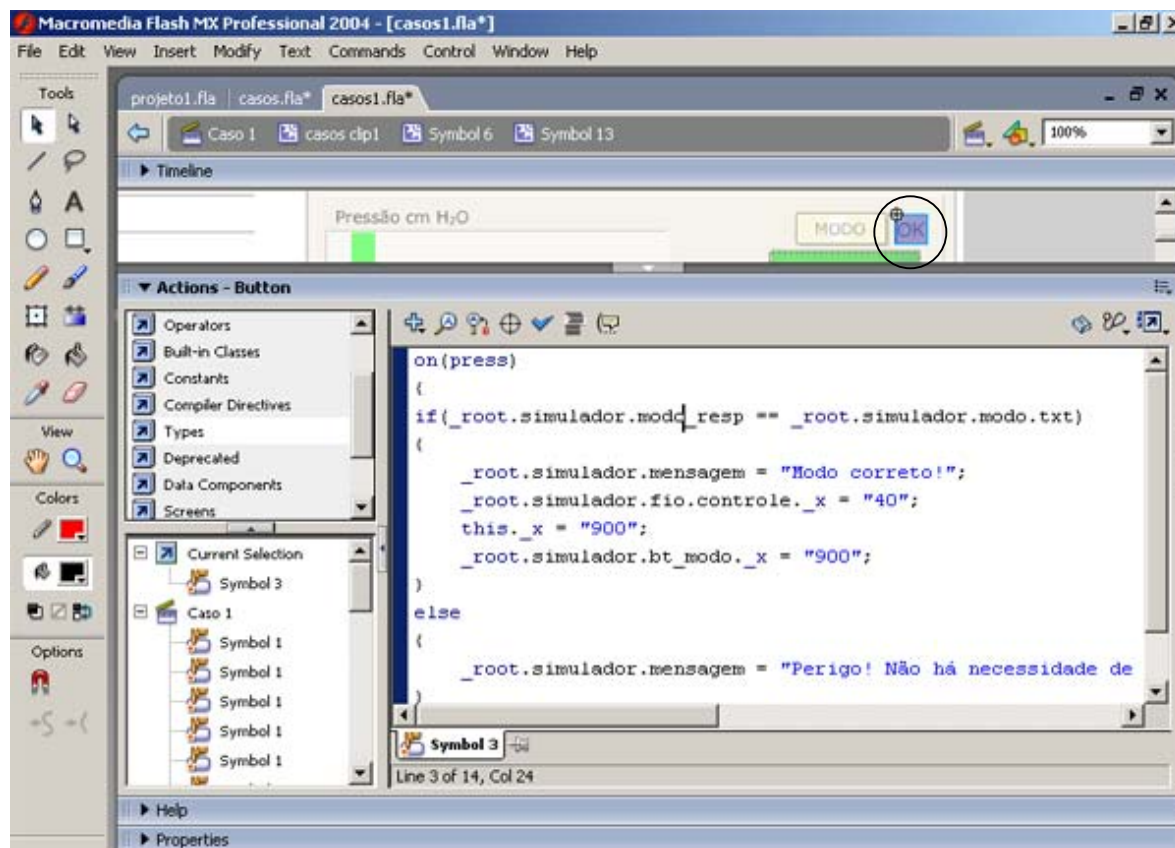 Macromedia Flash MX Professional 2004 - [casos1.fla*]
File Edit View Insert Modify Text Commands Control Window Help
Tools
projeto1.fla casos.fla* casos1.fla*
Caso 1 casos clip1 Symbol 6 Symbol 13 100%
Timeline
Pressão cm H₂O
MODO OK
Actions - Button
Operators
Built-in Classes
Constants
Compiler Directives
Types
Deprecated
Data Components
Screens
Current Selection
Symbol 3
Caso 1
Symbol 1
Symbol 1
Symbol 1
Symbol 1
Symbol 1
on(press)
{
if(_root.simulador.modo_resp == _root.simulador.modo.txt)
{
_root.simulador.mensagem = "Modo correto!";
_root.simulador.fio.controle._x = "40";
this._x = "900";
_root.simulador.bt_modo._x = "900";
}
else
{
_root.simulador.mensagem = "Perigo! Não há necessidade de
}
Symbol 3
Line 3 of 14, Col 24
View
Colors
Options
Help
Properties